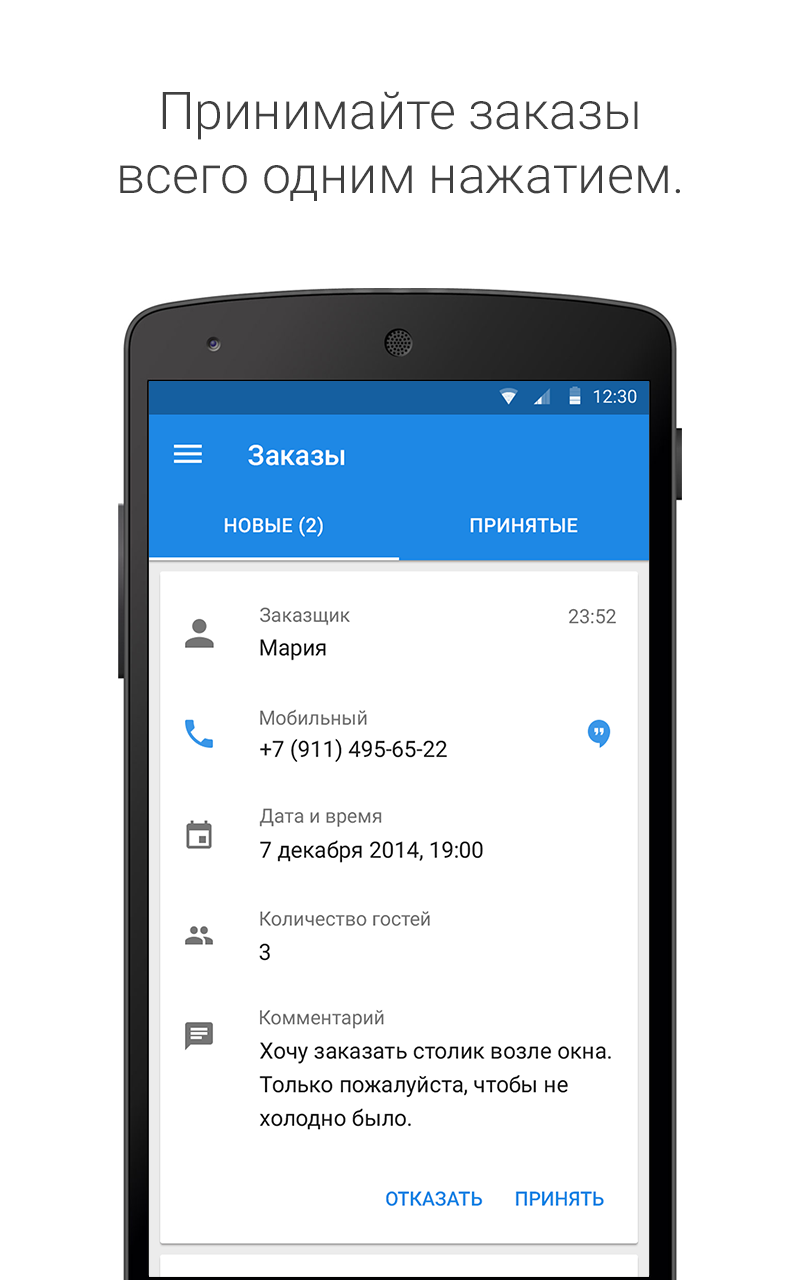 Принимайте заказы
всего одним нажатием.
12:30
Заказы
НОВЫЕ (2)
ПРИНЯТЫЕ
Заказщик
23:52
Мария
Мобильный
+7 (911) 495-65-22
Дата и время
7 декабря 2014, 19:00
Количество гостей
3
Комментарий
Хочу заказать столик возле окна.
Только пожалуйста, чтобы не
холодно было.
ОТКАЗАТЬ
ПРИНЯТЬ